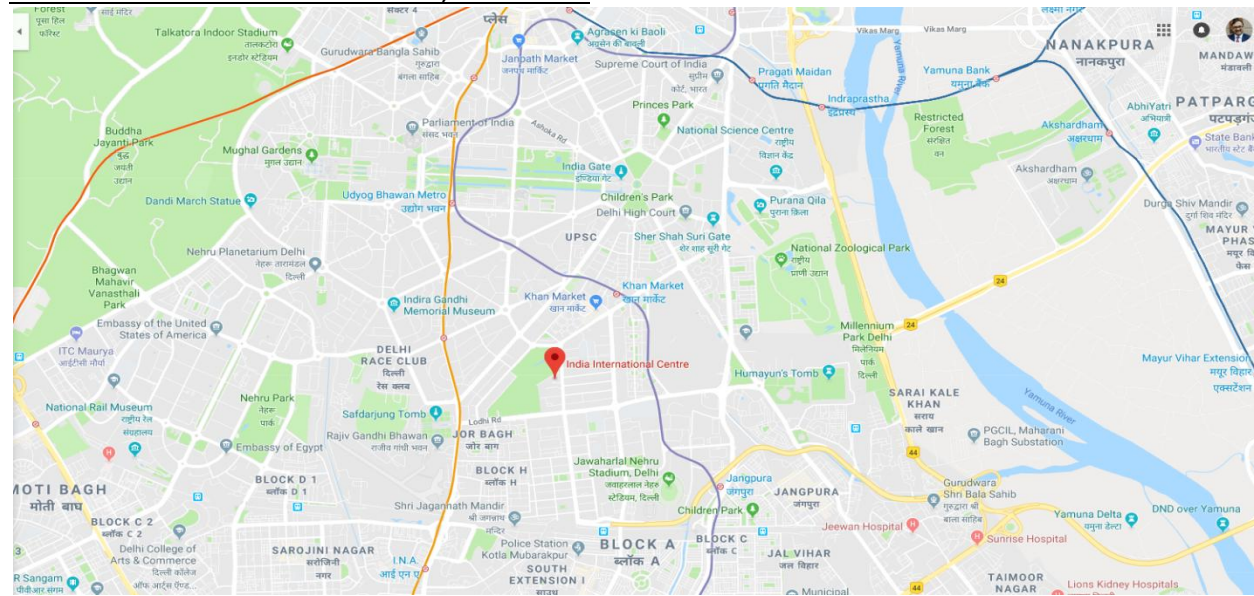 Forest
पूसा हिल
फॉरेस्ट
साई मंदिर
सेक्टर 4
प्लेस
Talkatora Indoor Stadium
तालकटोरा
इनडोर स्टेडियम
Gurudwara Bangla Sahib
गुरुद्वारा
बंगला साहिब
Janpath Market
जनपथ मार्किट
Agrasen ki Baoli
अग्रसेन की बावली
Supreme Court of India
सुप्रीम
कोर्ट, भारत
Pragati Maidan
प्रगति मैदान
Vikas Marg
Vikas Marg
Yamuna River
लक्ष्मी नगर
NANAKPURA
नानकपुरा
MANDAW
मंडावली
Yamuna Bank
यमुना बैंक
Indraprastha
इंद्रप्रस्थ
Princes Park
Parliament of India
संसद भवन
Ashoka Rd
National Science Centre
राष्ट्रीय
विज्ञान केंद्र
Restricted
Forest
संरक्षित
वन
AbhiYatri
अभियात्री
PATPARG
पटपड़गं
Akshardham
अक्षरधाम
State Ban
भारतीय स्टेट बैं
Buddha
Jayanti Park
बुद्ध
जयंती
उद्यान
Mughal Gardens
मुग़ल उद्यान
India Gate
इण्डिया गेट
Akshardham
अक्षरधाम
Dandi March Statue
Udyog Bhawan Metro
उद्योग भवन
Children's Park
Delhi High Court
Purana Qila
पुराना क़िला
Durga Shiv Mandir
दुर्गा शिव मंदिर
UPSC
Sher Shah Suri Gate
शेर शाह सूरी गेट
MAYUR
PHAS
मयूर वि
फेस
Nehru Planetarium Delhi
नेहरू तारामंडल
दिल्ली
National Zoological Park
राष्ट्रीय
प्राणी उद्यान
Bhagwan
Mahavir
Vanasthali
Park
24
Indira Gandhi
Memorial Museum
Khan Market
खान मार्केट
Khan Market
खान मार्केट
Embassy of the United
States of America
Millennium
Park Delhi
मिलेनियम
पार्क
दिल्ली
24
ITC Maurya
आईटीसी मौर्या
DELHI
RACE CLUB
दिल्ली
रेस क्लब
India International Centre
Humayun's Tomb
Mayur Vihar Extension
मयूर विहार
एक्सटेंशन
Nehru Park
नेहरू
पार्क
SARAI KALE
KHAN
सराय
काले खान
Yamuna River
National Rail Museum
राष्ट्रीय रेल
संग्रहालय
Safdarjung Tomb
Lodhi Rd
Embassy of Egypt
Rajiv Gandhi Bhawan
राजीव गांधी भवन
JOR BAGH
जोर बाग
PGCIL, Maharani
Bagh Substation
44
BLOCK H
ब्लॉक H
Jawaharlal Nehru
Stadium, Delhi
जवाहरलाल नेहरु
स्टेडियम, दिल्ली
Jangpura
जंगपुरा
JANGPURA
जंगपुरा
MOTI BAGH
मोती बाघ
BLOCK D 1
ब्लॉक D 1
Gurudwara
Shri Bala Sahib
गुरुद्वारा श्री
बाला साहिब
Shri Jagannath Mandir
श्री जगन्नाथ
मन्दिर
Children Park
Yamuna Delta
यमुना डेल्टा
DND over Yamuna
BLOCK C 2
ब्लॉक C 2
Jeewan Hospital
Sunrise Hospital
3
Delhi College of
Arts & Commerce
दिल्ली कॉलेज
ऑफ़ आर्ट्स ऐंण्ड...
SAROJINI NAGAR
सरोजिनी
नगर
I.N.A.
आई एन ए
Police Station
Kotla Mubarakpur
BLOCK A
ब्लॉक A
BLOCK C
ब्लॉक C
JAL VIHAR
जल विहार
SOUTH
EXTENSION I
साउथ
R Sangam
पीवीआर संगम
Municipal
44
TAIMOOR
NAGAR
Lions Kidney Hospitals